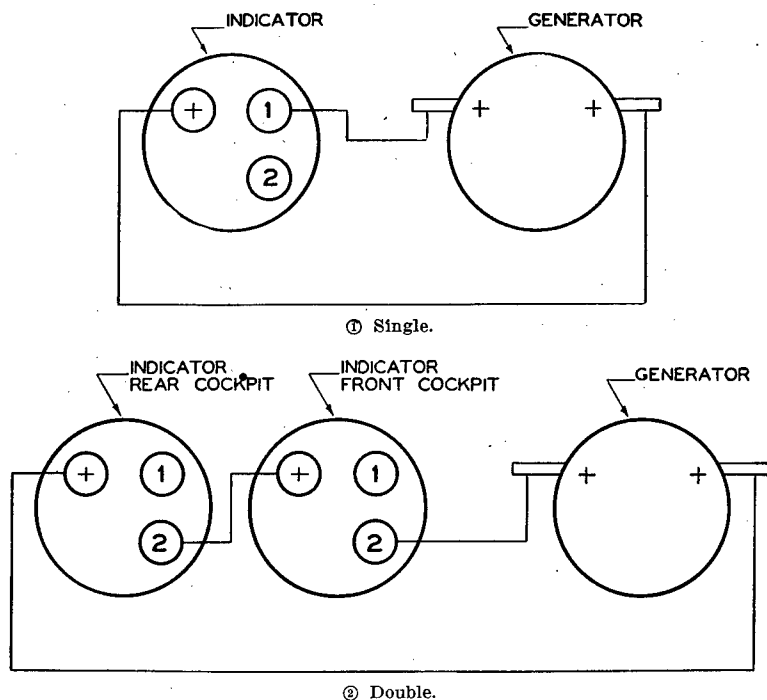 INDICATOR
GENERATOR
+ 1 + +
2
① Single.
INDICATOR
REAR COCKPIT
INDICATOR
FRONT COCKPIT
GENERATOR
+ 1 + 1 + +
2 2
② Double.